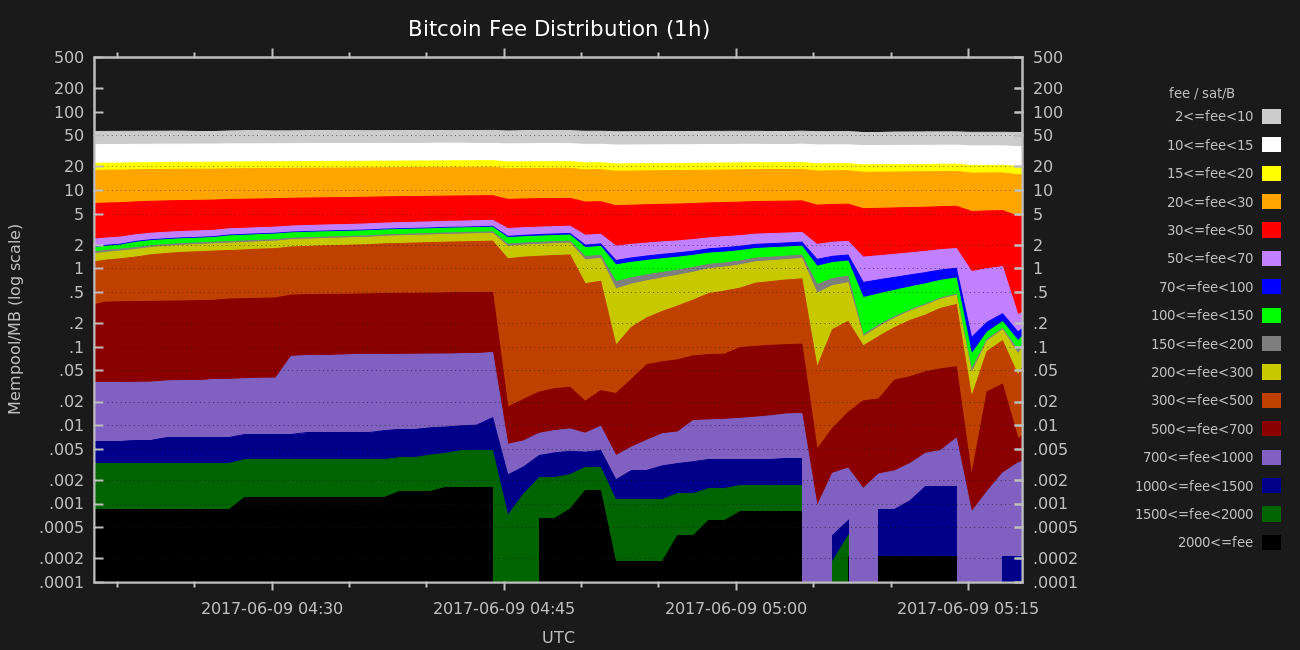 Bitcoin Fee Distribution (1h)
500 500
200 200
100 100
50 50
20 20
10 10
5 5
2 2
1 1
.5 .5
.2 .2
.1 .1
.05 .05
.02 .02
.01 .01
.005 .005
.002 .002
.001 .001
.0005 .0005
.0002 .0002
.0001 .0001
Mempool/MB (log scale)
2017-06-09 04:30 2017-06-09 04:45 2017-06-09 05:00 2017-06-09 05:15
UTC
fee / sat/B
2<=fee<10
10<=fee<15
15<=fee<20
20<=fee<30
30<=fee<50
50<=fee<70
70<=fee<100
100<=fee<150
150<=fee<200
200<=fee<300
300<=fee<500
500<=fee<700
700<=fee<1000
1000<=fee<1500
1500<=fee<2000
2000<=fee